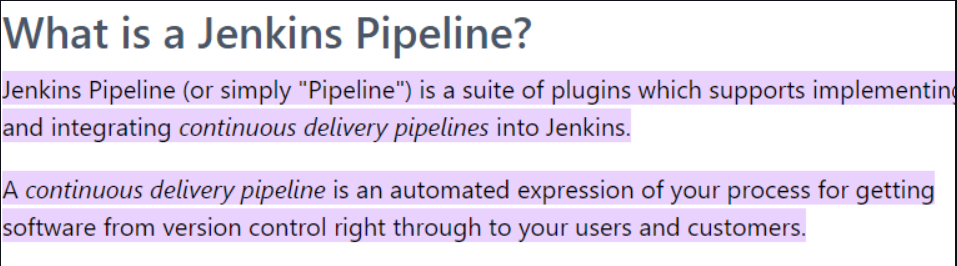 What is a Jenkins Pipeline?
Jenkins Pipeline (or simply "Pipeline") is a suite of plugins which supports implementing
and integrating continuous delivery pipelines into Jenkins.
A continuous delivery pipeline is an automated expression of your process for getting
software from version control right through to your users and customers.